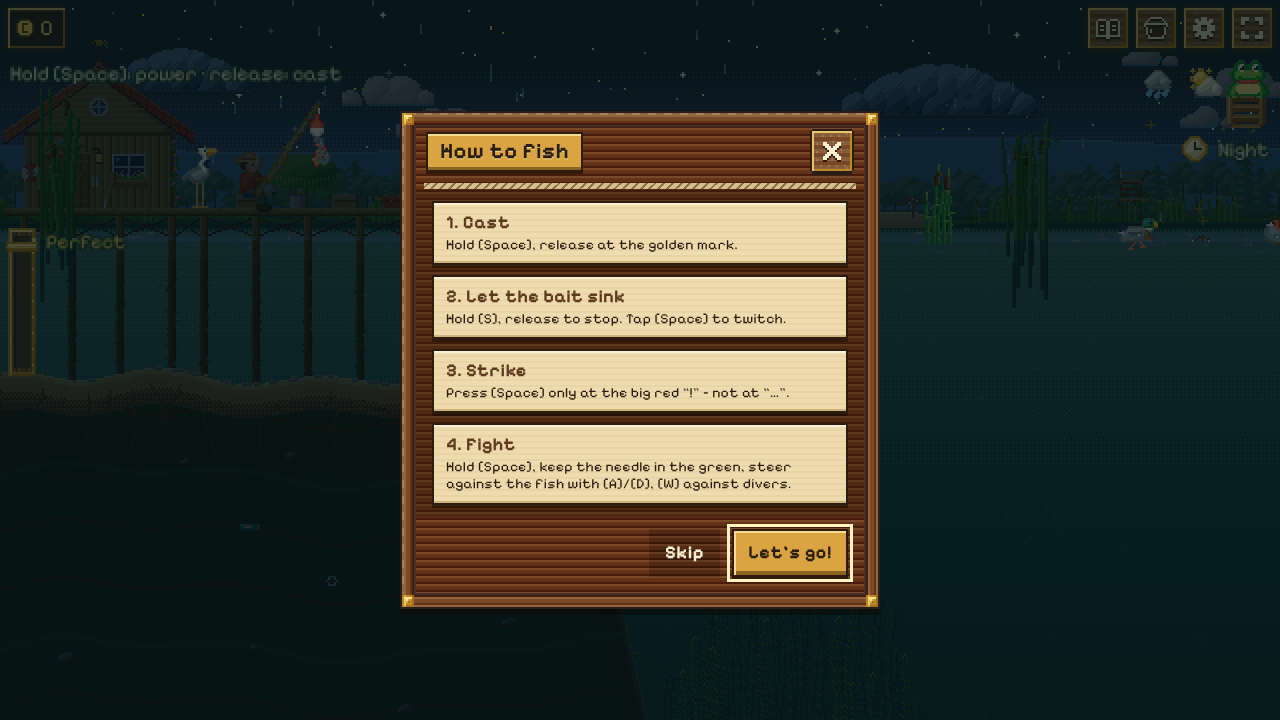 0
Hold [Space]: power · release: cast
Night
Perfect
How to fish
1. Cast
Hold [Space], release at the golden mark.
2. Let the bait sink
Hold [S], release to stop. Tap [Space] to twitch.
3. Strike
Press [Space] only at the big red "!" - not at "...".
4. Fight
Hold [Space], keep the needle in the green, steer
against the fish with [A]/[D], [W] against divers.
Skip
Let's go!